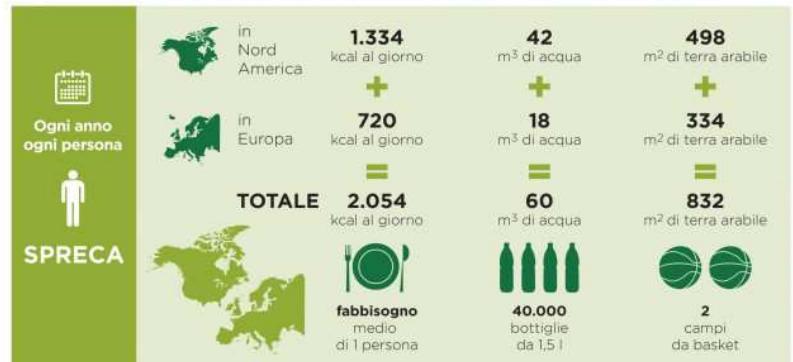 Ogni anno
ogni persona
SPRECA
in
Nord
America
1.334
kcal al giorno
42
m³ di acqua
498
m² di terra arabile
+
+
+
in
Europa
720
kcal al giorno
18
m³ di acqua
334
m² di terra arabile
=
=
=
TOTALE
2.054
kcal al giorno
60
m³ di acqua
832
m² di terra arabile
fabbisogno
medio
di 1 persona
40.000
bottiglie
da 1,5 l
2
campi
da basket